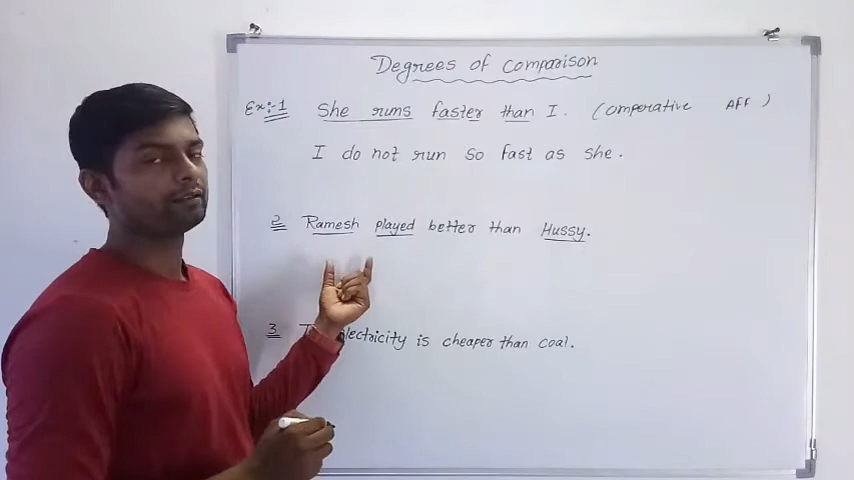 Degrees of Comparison
Ex:-1 She runs faster than I. (Comperative AFF)
I do not run so fast as she.
2 Ramesh played better than Hussy.
3 electricity is cheaper than coal.